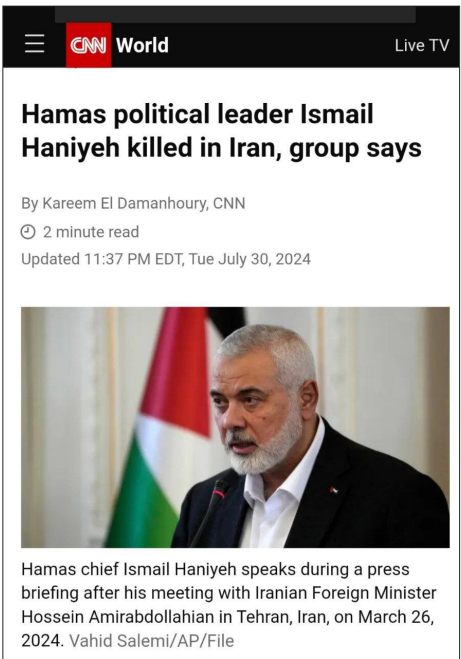 CNN World
Live TV
Hamas political leader Ismail
Haniyeh killed in Iran, group says
By Kareem El Damanhoury, CNN
2 minute read
Updated 11:37 PM EDT, Tue July 30, 2024
Hamas chief Ismail Haniyeh speaks during a press
briefing after his meeting with Iranian Foreign Minister
Hossein Amirabdollahian in Tehran, Iran, on March 26,
2024. Vahid Salemi/AP/File